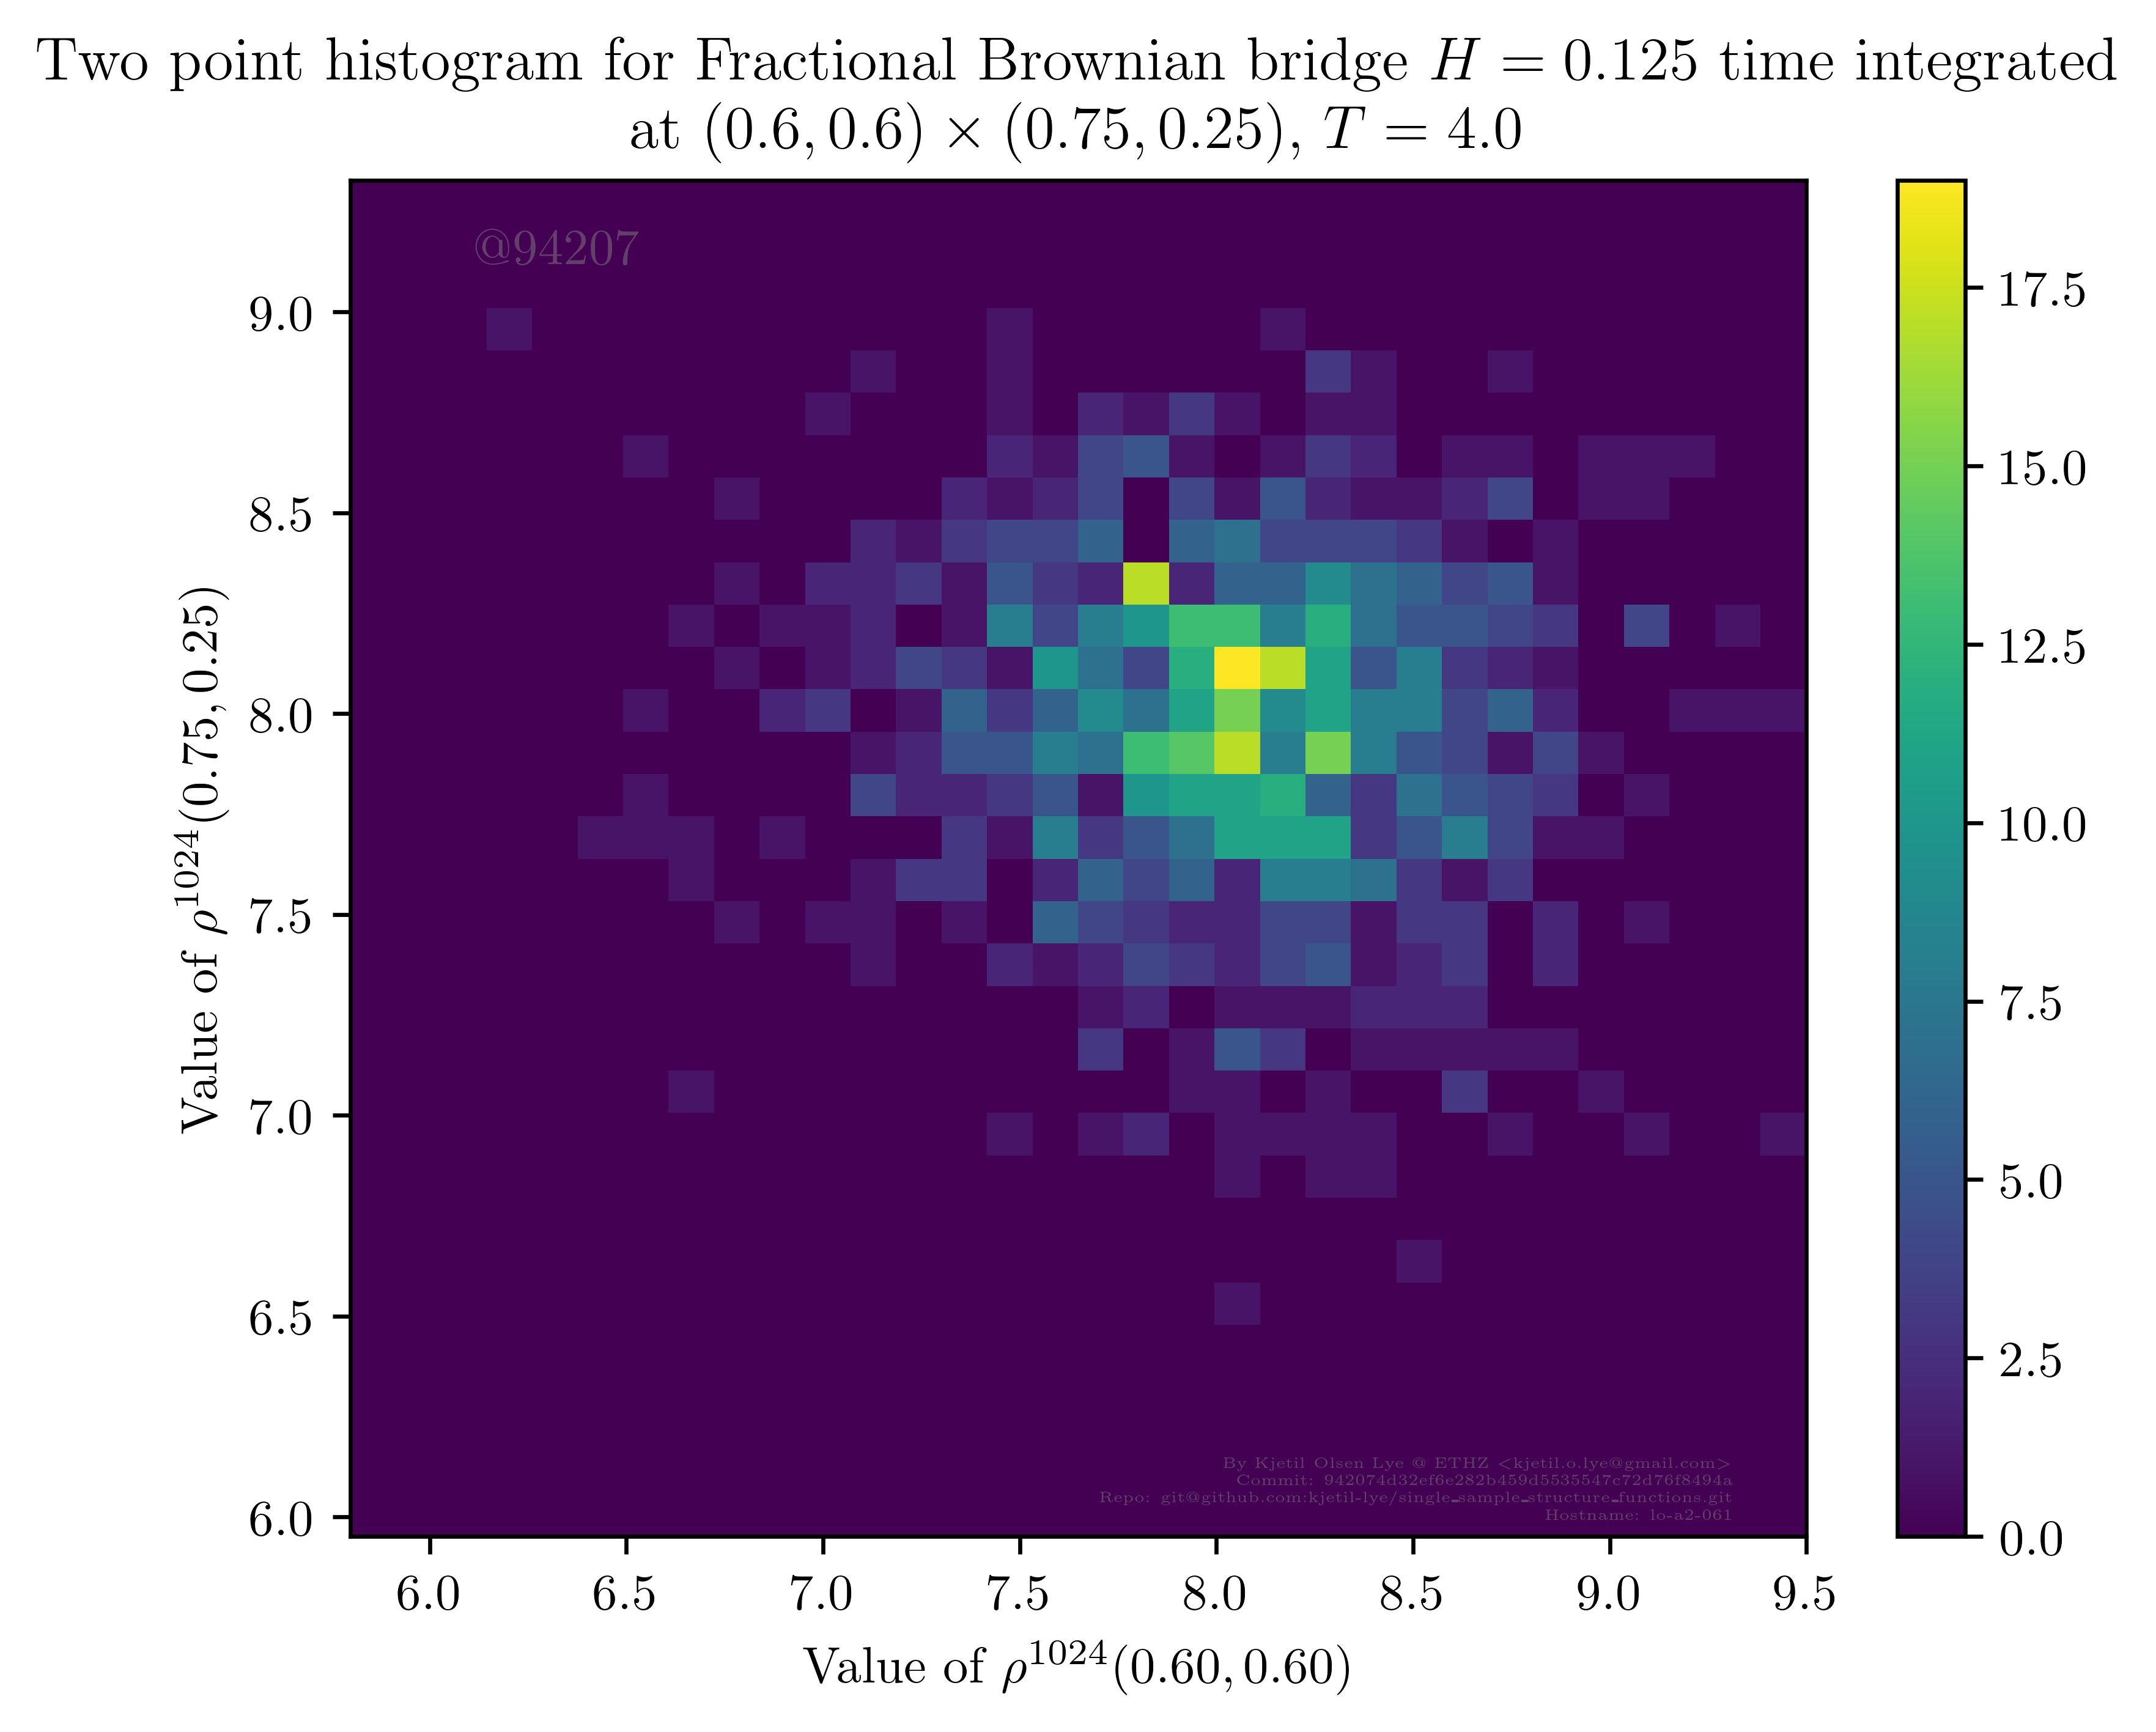 Two point histogram for Fractional Brownian bridge H = 0.125 time integrated
at (0.6, 0.6) × (0.75, 0.25), T = 4.0
@94207
9.0
8.5
8.0
7.5
7.0
6.5
6.0
Value of ρ^1024(0.75, 0.25)
6.0 6.5 7.0 7.5 8.0 8.5 9.0 9.5
Value of ρ^1024(0.60, 0.60)
17.5
15.0
12.5
10.0
7.5
5.0
2.5
0.0
By Kjetil Olsen Lye @ ETHZ <kjetil.o.lye@gmail.com>
Commit: 942074d32ef6e282b459d5535547c72d76f8494a
Repo: git@github.com:kjetil-lye/single_sample_structure_functions.git
Hostname: lo-a2-061